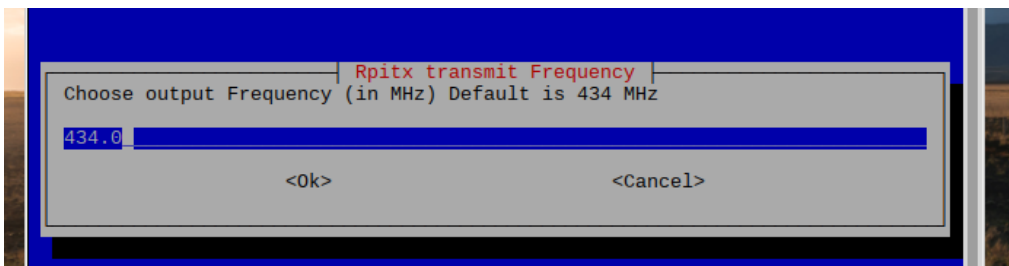 Rpitx transmit Frequency
Choose output Frequency (in MHz) Default is 434 MHz
434.0
<Ok> <Cancel>